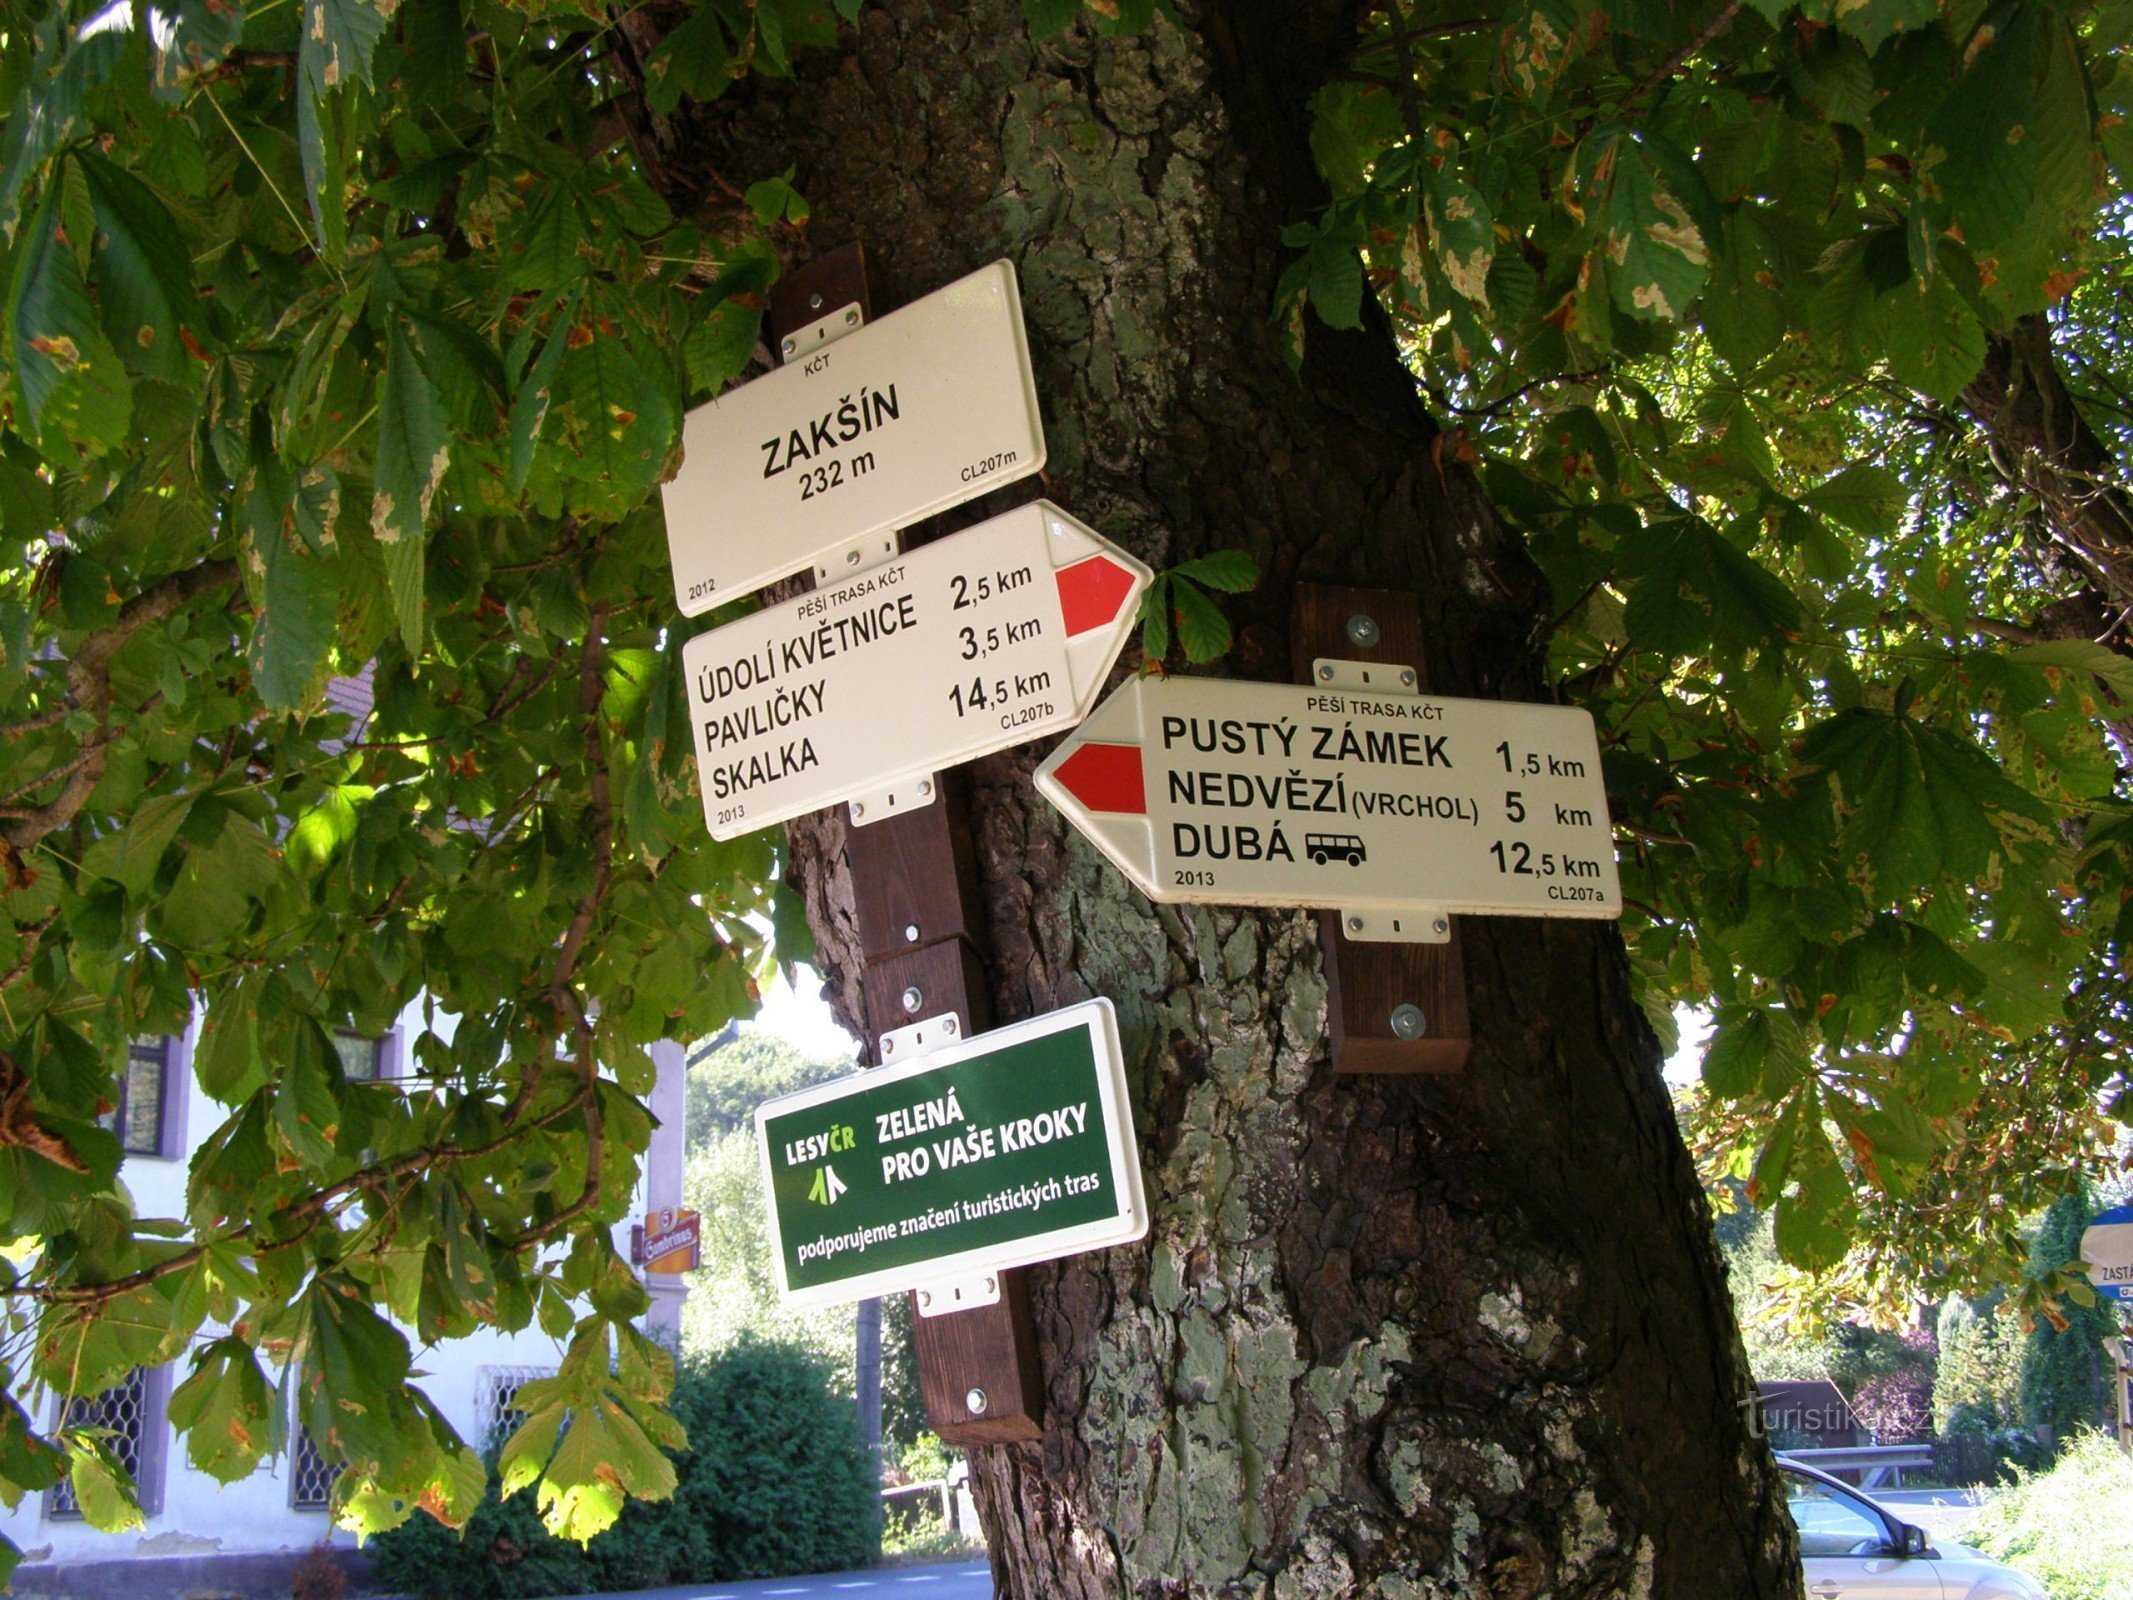 KČT
ZAKŠÍN
232 m
CL207m
2012
PĚŠÍ TRASA KČT
ÚDOLÍ KVĚTNICE 2,5 km
PAVLIČKY 3,5 km
SKALKA 14,5 km
2013 CL207b
PĚŠÍ TRASA KČT
PUSTÝ ZÁMEK 1,5 km
NEDVĚZÍ (VRCHOL) 5 km
DUBÁ 12,5 km
2013 CL207a
LESY ČR
ZELENÁ
PRO VAŠE KROKY
podporujeme značení turistických tras
Gambrinus
Turistika.cz